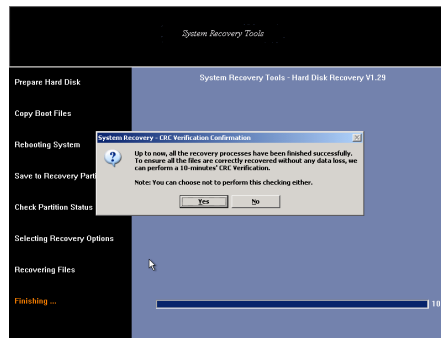 System Recovery Tools
System Recovery Tools - Hard Disk Recovery V1.29
Prepare Hard Disk
Copy Boot Files
Rebooting System
Save to Recovery Parti
Check Partition Status
Selecting Recovery Options
Recovering Files
Finishing ...
System Recovery - CRC Verification Confirmation
Up to now, all the recovery processes have been finished successfully.
To ensure all the files are correctly recovered without any data loss, we
can perform a 10-minutes' CRC Verification.
Note: You can choose not to perform this checking either.
Yes
No
10